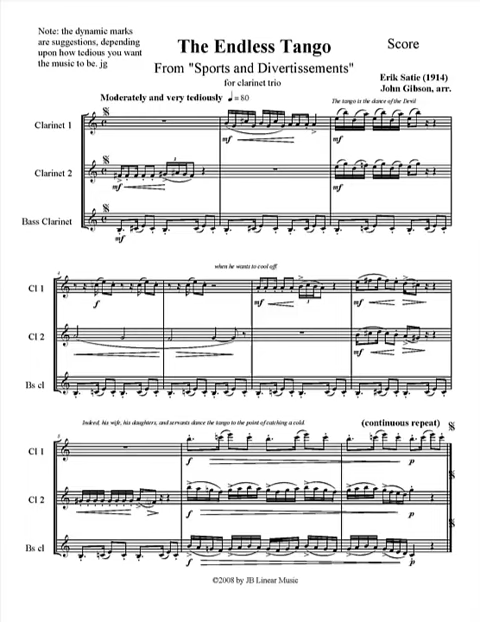 Note: the dynamic marks
are suggestions, depending
upon how tedious you want
the music to be. jg
The Endless Tango
Score
From "Sports and Divertissements"
for clarinet trio
Erik Satie (1914)
John Gibson, arr.
Moderately and very tediously ♩= 80
The tango is the dance of the Devil
Clarinet 1
mf
mf
Clarinet 2
mf
mf
Bass Clarinet
mf
when he wants to cool off.
Cl 1
f
mf
mf
Cl 2
mf
Bs cl
Indeed, his wife, his daughters, and servants dance the tango to the point of catching a cold.
(continuous repeat)
Cl 1
f
p
Cl 2
f
p
Bs cl
f
p
©2008 by JB Linear Music